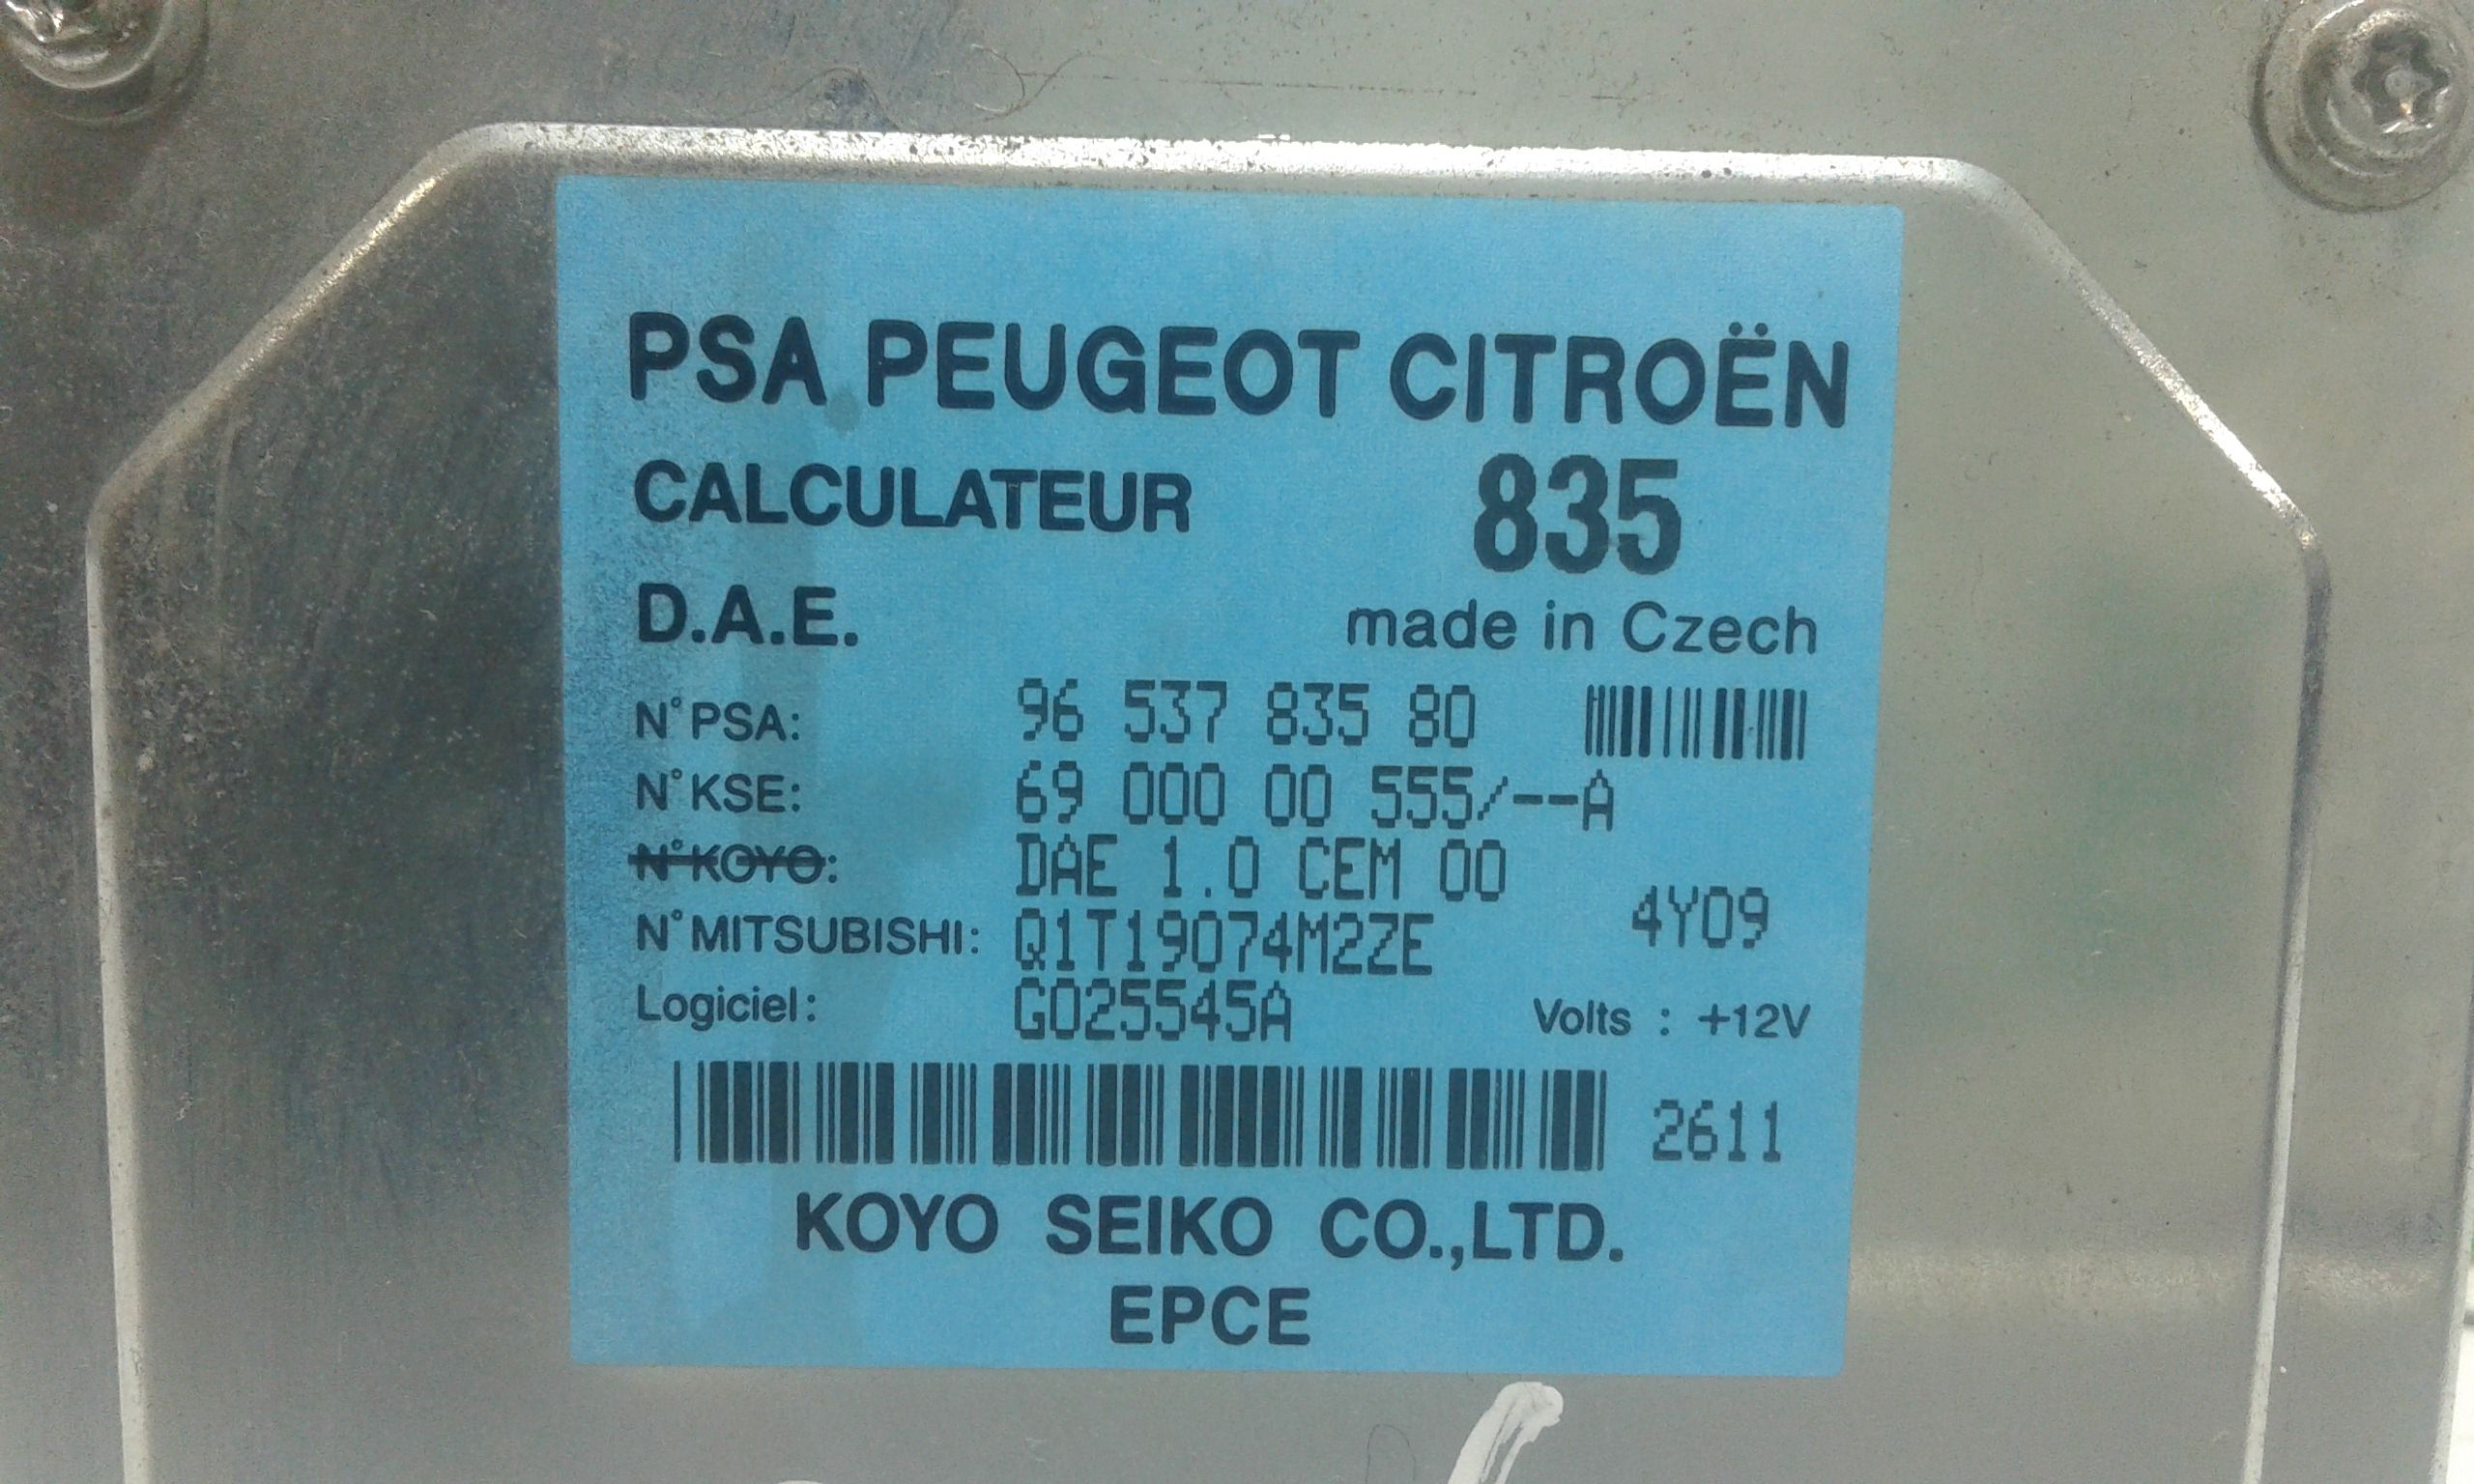 PSA PEUGEOT CITROËN
CALCULATEUR 835
D.A.E. made in Czech
N°PSA: 96 537 835 80
N°KSE: 69 000 00 555/--A
N°KOYO: DAE 1.0 CEM 00
4Y09
N°MITSUBISHI: Q1T19074M2ZE
Logiciel: G025545A Volts : +12V
2611
KOYO SEIKO CO.,LTD.
EPCE